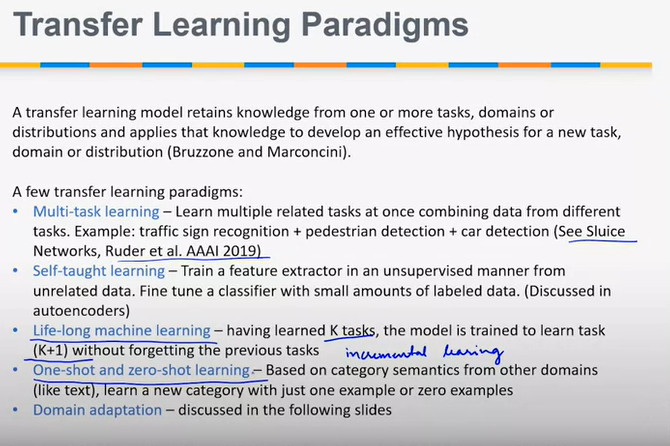 Transfer Learning Paradigms
A transfer learning model retains knowledge from one or more tasks, domains or
distributions and applies that knowledge to develop an effective hypothesis for a new task,
domain or distribution (Bruzzone and Marconcini).
A few transfer learning paradigms:
• Multi-task learning – Learn multiple related tasks at once combining data from different
tasks. Example: traffic sign recognition + pedestrian detection + car detection (See Sluice
Networks, Ruder et al. AAAI 2019)
• Self-taught learning – Train a feature extractor in an unsupervised manner from
unrelated data. Fine tune a classifier with small amounts of labeled data. (Discussed in
autoencoders)
• Life-long machine learning – having learned K tasks, the model is trained to learn task
(K+1) without forgetting the previous tasks incremental learning
• One-shot and zero-shot learning – Based on category semantics from other domains
(like text), learn a new category with just one example or zero examples
• Domain adaptation – discussed in the following slides